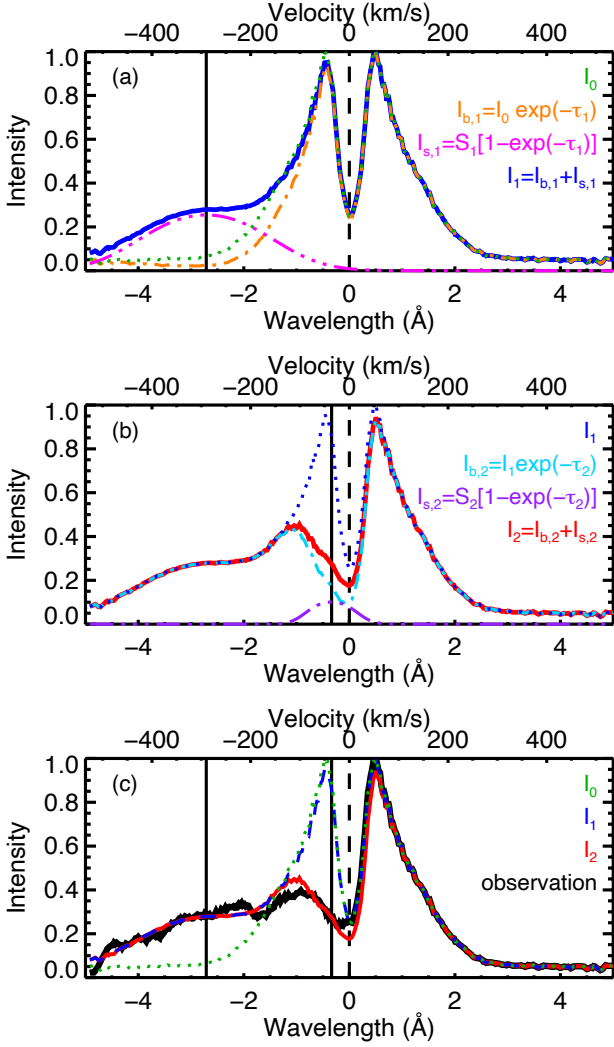 Velocity (km/s)
−400 −200 0 200 400
(a)
I0
Ib,1=I0 exp(−τ1)
Is,1=S1[1−exp(−τ1)]
I1=Ib,1+Is,1
Intensity
1.0
0.8
0.6
0.4
0.2
0.0
−4 −2 0 2 4
Wavelength (Å)
Velocity (km/s)
−400 −200 0 200 400
(b)
I1
Ib,2=I1exp(−τ2)
Is,2=S2[1−exp(−τ2)]
I2=Ib,2+Is,2
Intensity
1.0
0.8
0.6
0.4
0.2
0.0
−4 −2 0 2 4
Wavelength (Å)
Velocity (km/s)
−400 −200 0 200 400
(c)
I0
I1
I2
observation
Intensity
1.0
0.8
0.6
0.4
0.2
0.0
−4 −2 0 2 4
Wavelength (Å)